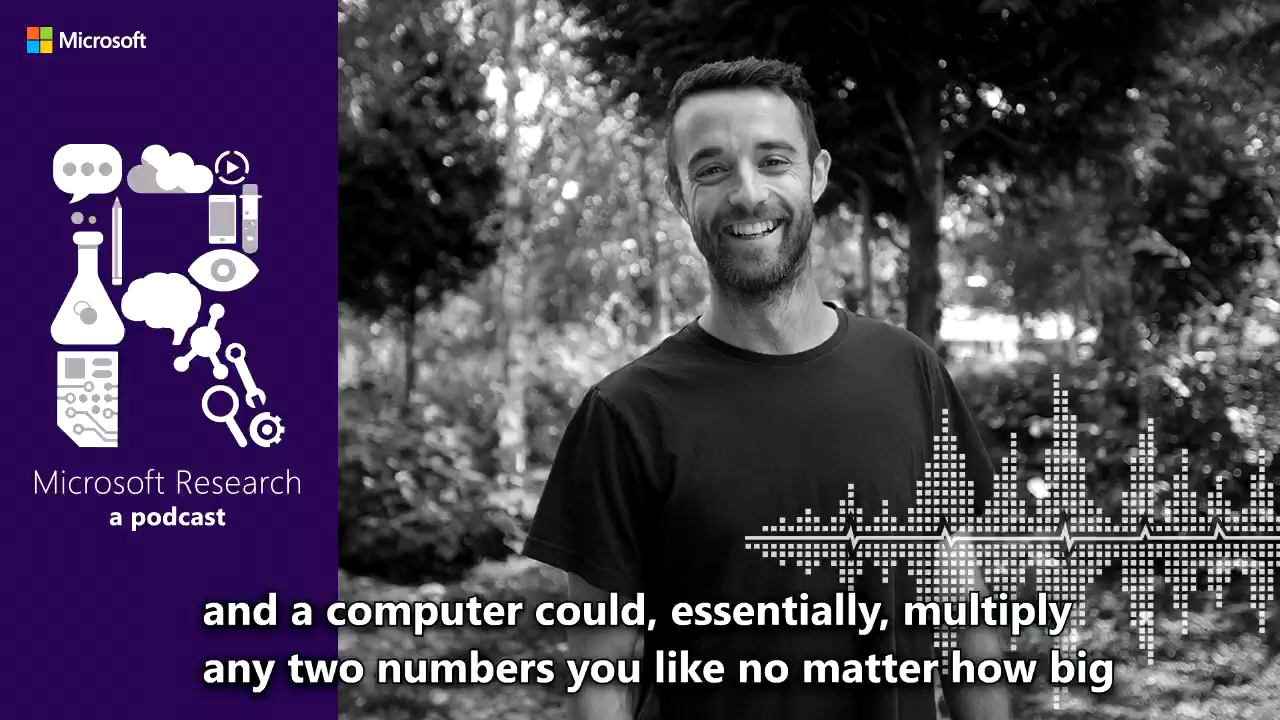 Microsoft
Microsoft Research
a podcast
and a computer could, essentially, multiply
any two numbers you like no matter how big